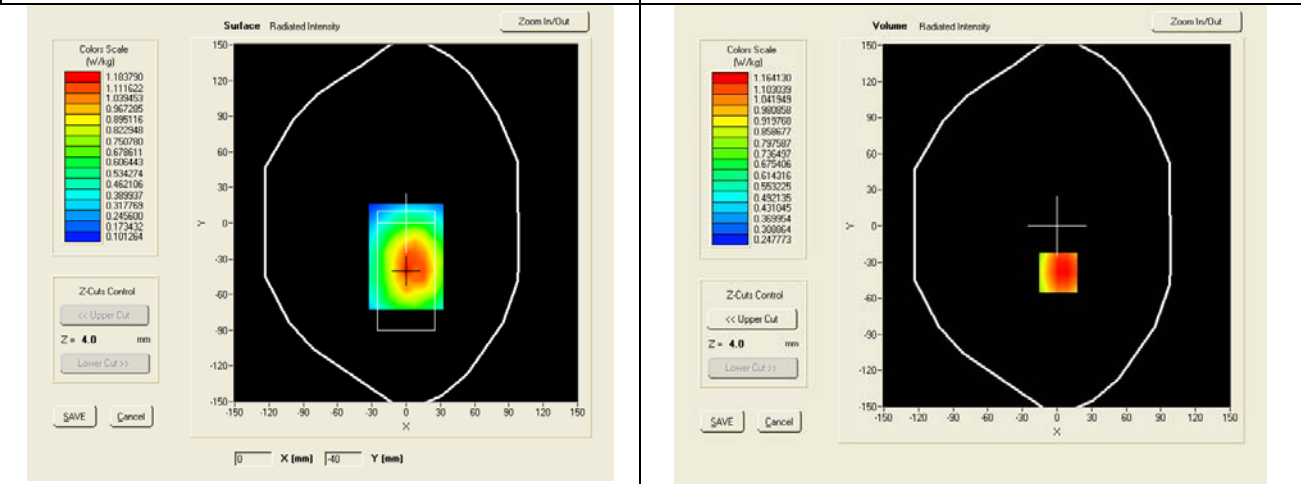 Surface Radiated Intensity
Zoom In/Out
Colors Scale
(W/kg)
1.183790
1.111622
1.039453
0.967285
0.895116
0.822948
0.750780
0.678611
0.606443
0.534274
0.462106
0.389937
0.317769
0.245600
0.173432
0.101264
150
120
90
60
30
0
-30
-60
-90
-120
-150
Y
-150 -120 -90 -60 -30 0 30 60 90 120 150
X
Z-Cuts Control
<< Upper Cut
Z = 4.0 mm
Lower Cut >>
SAVE Cancel
0 X (mm) -40 Y (mm)
Volume Radiated Intensity
Zoom In/Out
Colors Scale
(W/kg)
1.164130
1.103039
1.041949
0.980858
0.919768
0.858677
0.797587
0.736497
0.675406
0.614316
0.553225
0.492135
0.431045
0.369954
0.308864
0.247773
150
120
90
60
30
0
-30
-60
-90
-120
-150
Y
-150 -120 -90 -60 -30 0 30 60 90 120 150
X
Z-Cuts Control
<< Upper Cut
Z = 4.0 mm
Lower Cut >>
SAVE Cancel